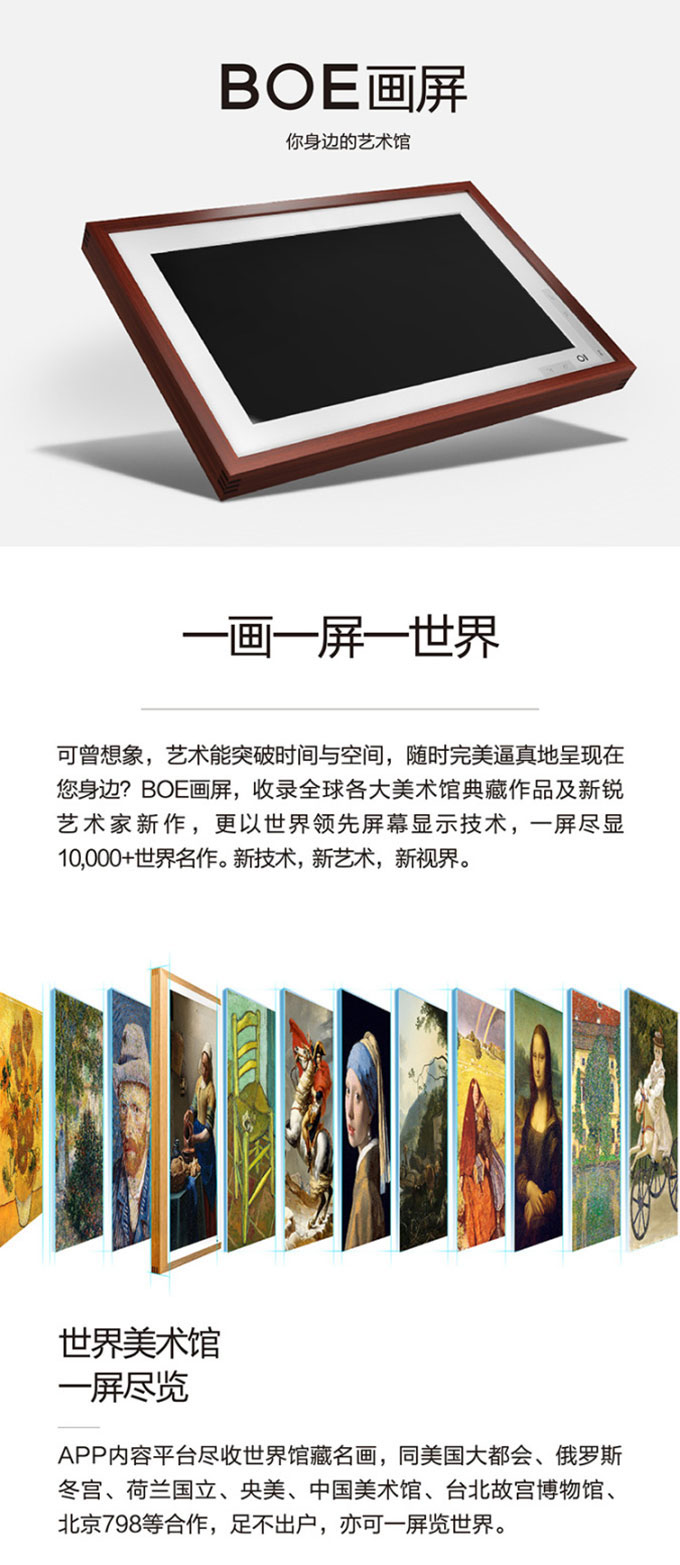 BOE画屏
你身边的艺术馆
一画一屏一世界
可曾想象，艺术能突破时间与空间，随时完美逼真地呈现在
您身边？BOE画屏，收录全球各大美术馆典藏作品及新锐
艺术家新作，更以世界领先屏幕显示技术，一屏尽显
10,000+世界名作。新技术，新艺术，新视界。
世界美术馆
一屏尽览
APP内容平台尽收世界馆藏名画，同美国大都会、俄罗斯
冬宫、荷兰国立、央美、中国美术馆、台北故宫博物馆、
北京798等合作，足不出户，亦可一屏览世界。